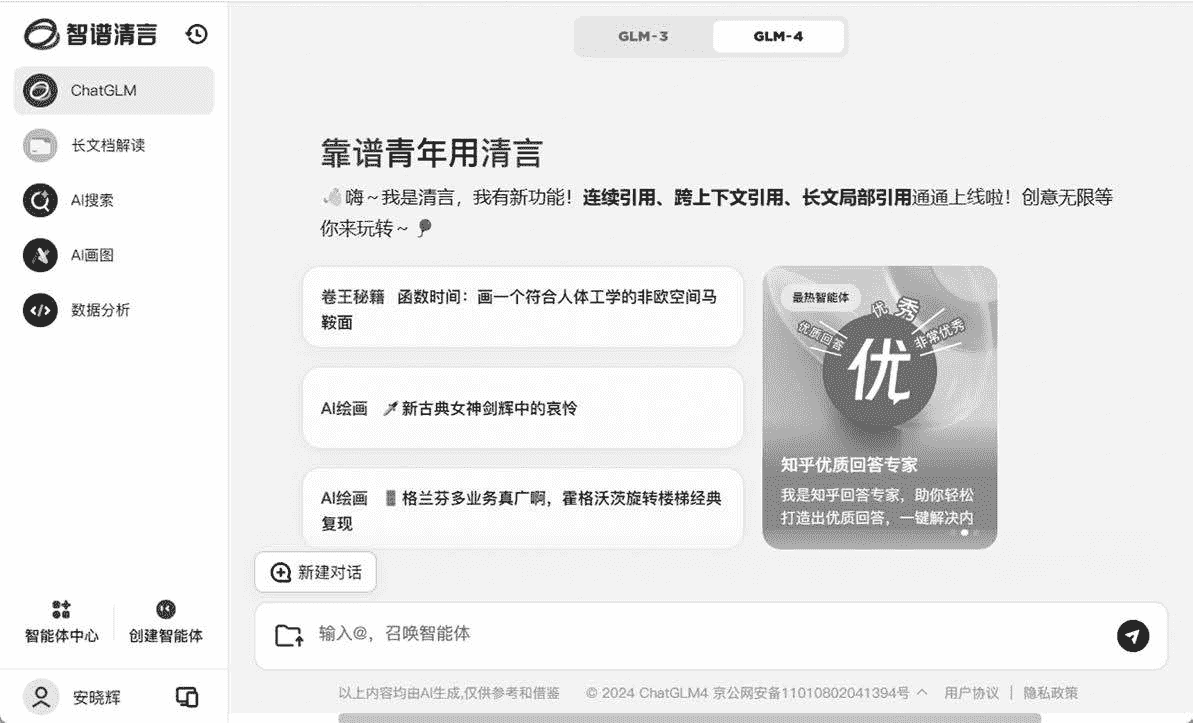 智谱清言
ChatGLM
长文档解读
AI搜索
AI画图
数据分析
智能体中心
创建智能体
安晓辉
GLM-3
GLM-4
靠谱青年用清言
嗨~我是清言，我有新功能！连续引用、跨上下文引用、长文局部引用通通上线啦！创意无限等
你来玩转~
卷王秘籍 函数时间：画一个符合人体工学的非欧空间马
鞍面
AI绘画 新古典女神剑辉中的哀怜
AI绘画 格兰芬多业务真广啊，霍格沃茨旋转楼梯经典
复现
最热智能体
优秀
优质回答
非常优秀
优
知乎优质回答专家
我是知乎回答专家，助你轻松
打造出优质回答，一键解决内
新建对话
输入@，召唤智能体
以上内容均由AI生成,仅供参考和借鉴 © 2024 ChatGLM4 京公网安备11010802041394号 ヘ 用户协议 | 隐私政策